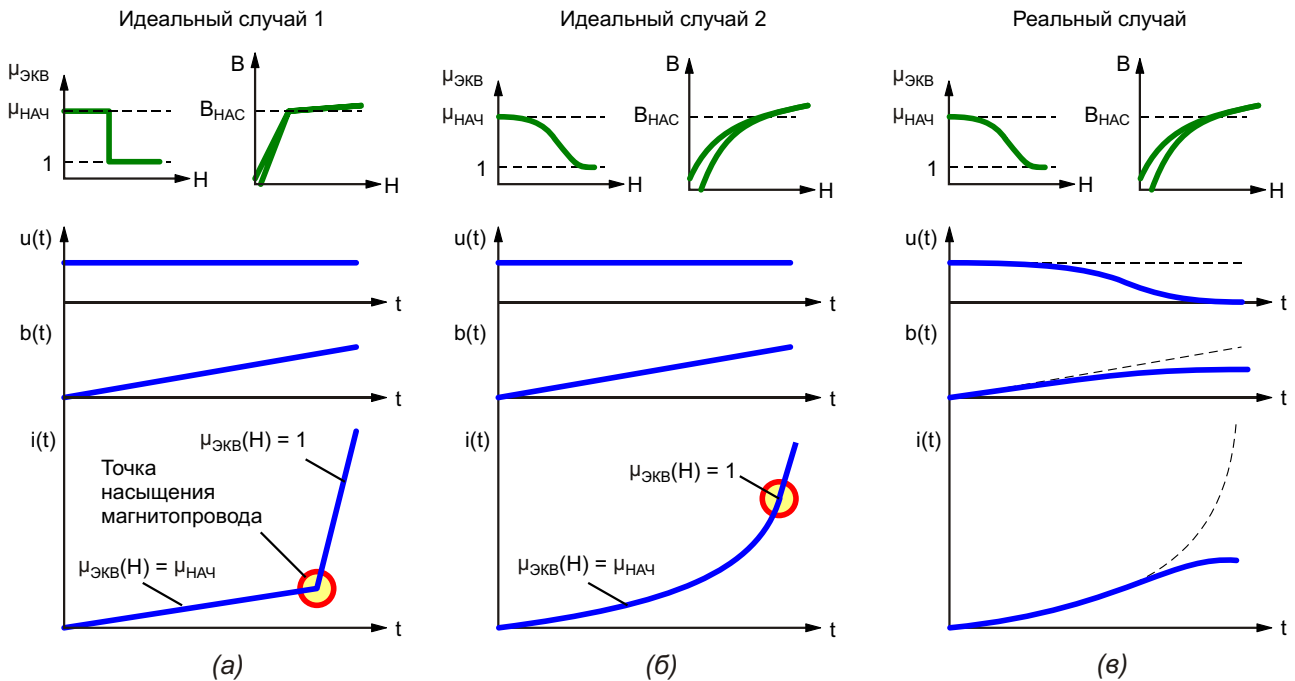 Идеальный случай 1
μЭКВ
μНАЧ
1
H
B
BНАС
H
u(t)
t
b(t)
t
i(t)
μЭКВ(H) = 1
Точка
насыщения
магнитопровода
μЭКВ(H) = μНАЧ
t
(а)
Идеальный случай 2
μЭКВ
μНАЧ
1
H
B
BНАС
H
u(t)
t
b(t)
t
i(t)
μЭКВ(H) = 1
μЭКВ(H) = μНАЧ
t
(б)
Реальный случай
μЭКВ
μНАЧ
1
H
B
BНАС
H
u(t)
t
b(t)
t
i(t)
t
(в)